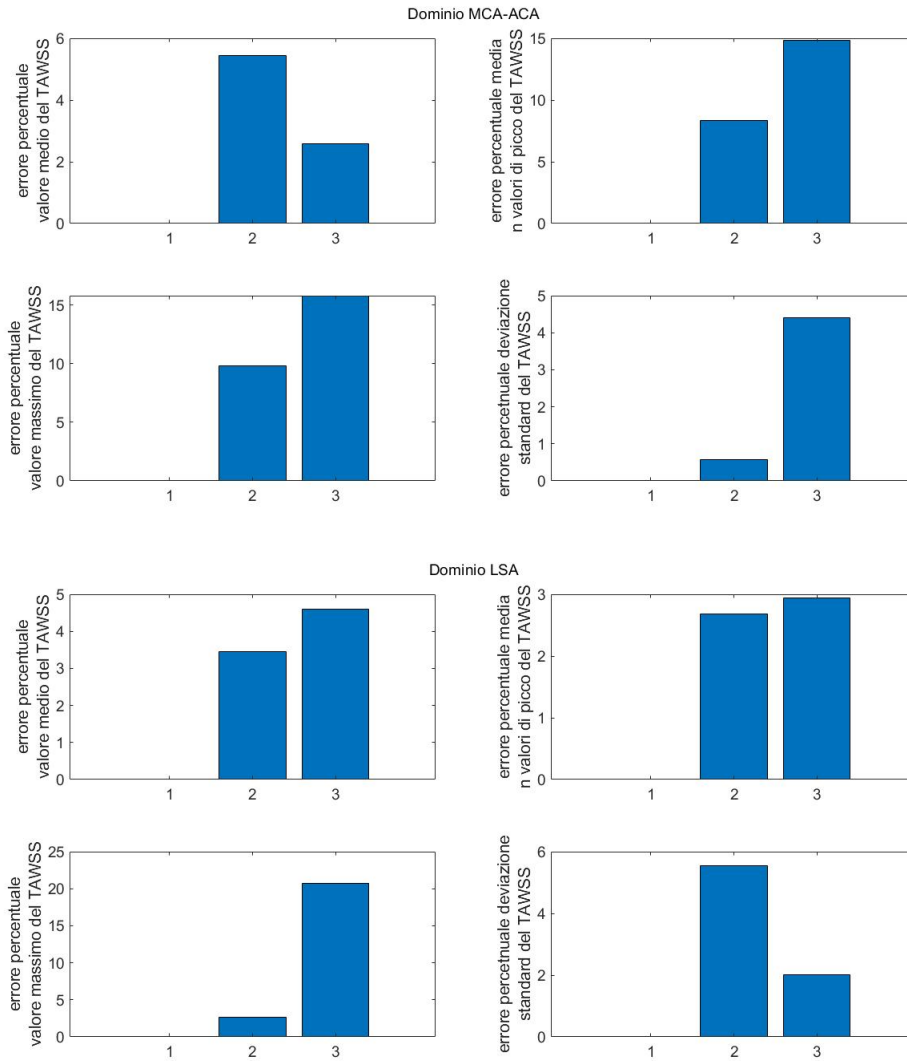 Dominio MCA-ACA
errore percentuale
valore medio del TAWSS
6
4
2
0
1 2 3
errore percentuale media
n valori di picco del TAWSS
15
10
5
0
1 2 3
errore percentuale
valore massimo del TAWSS
15
10
5
0
1 2 3
errore percetnuale deviazione
standard del TAWSS
5
4
3
2
1
0
1 2 3
Dominio LSA
errore percentuale
valore medio del TAWSS
5
4
3
2
1
0
1 2 3
errore percentuale media
n valori di picco del TAWSS
3
2
1
0
1 2 3
errore percentuale
valore massimo del TAWSS
25
20
15
10
5
0
1 2 3
errore percetnuale deviazione
standard del TAWSS
6
4
2
0
1 2 3